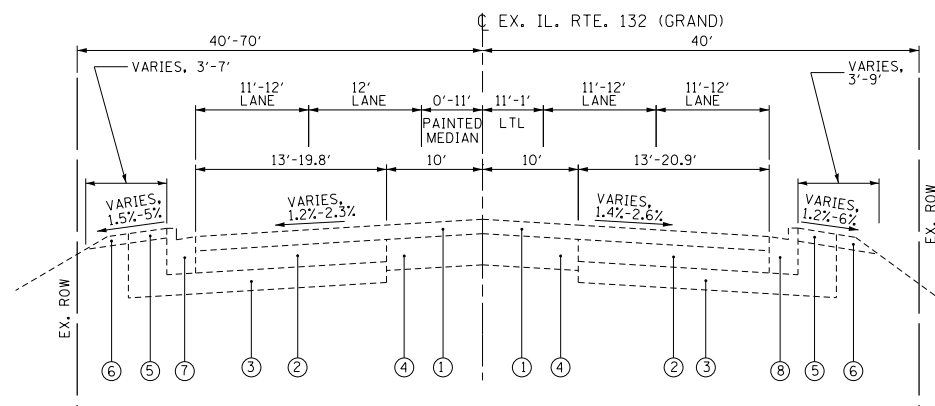 ℄ EX. IL. RTE. 132 (GRAND)
40'-70'
40'
VARIES, 3'-7'
VARIES,
3'-9'
11'-12'
LANE
12'
LANE
0'-11'
PAINTED
MEDIAN
11'-1'
LTL
11'-12'
LANE
11'-12'
LANE
13'-19.8'
10'
10'
13'-20.9'
VARIES,
1.5%-5%
VARIES,
1.2%-2.3%
VARIES,
1.4%-2.6%
VARIES,
1.2%-6%
EX. ROW
EX. ROW
6
5
7
3
2
4
1
1
4
2
3
8
5
6